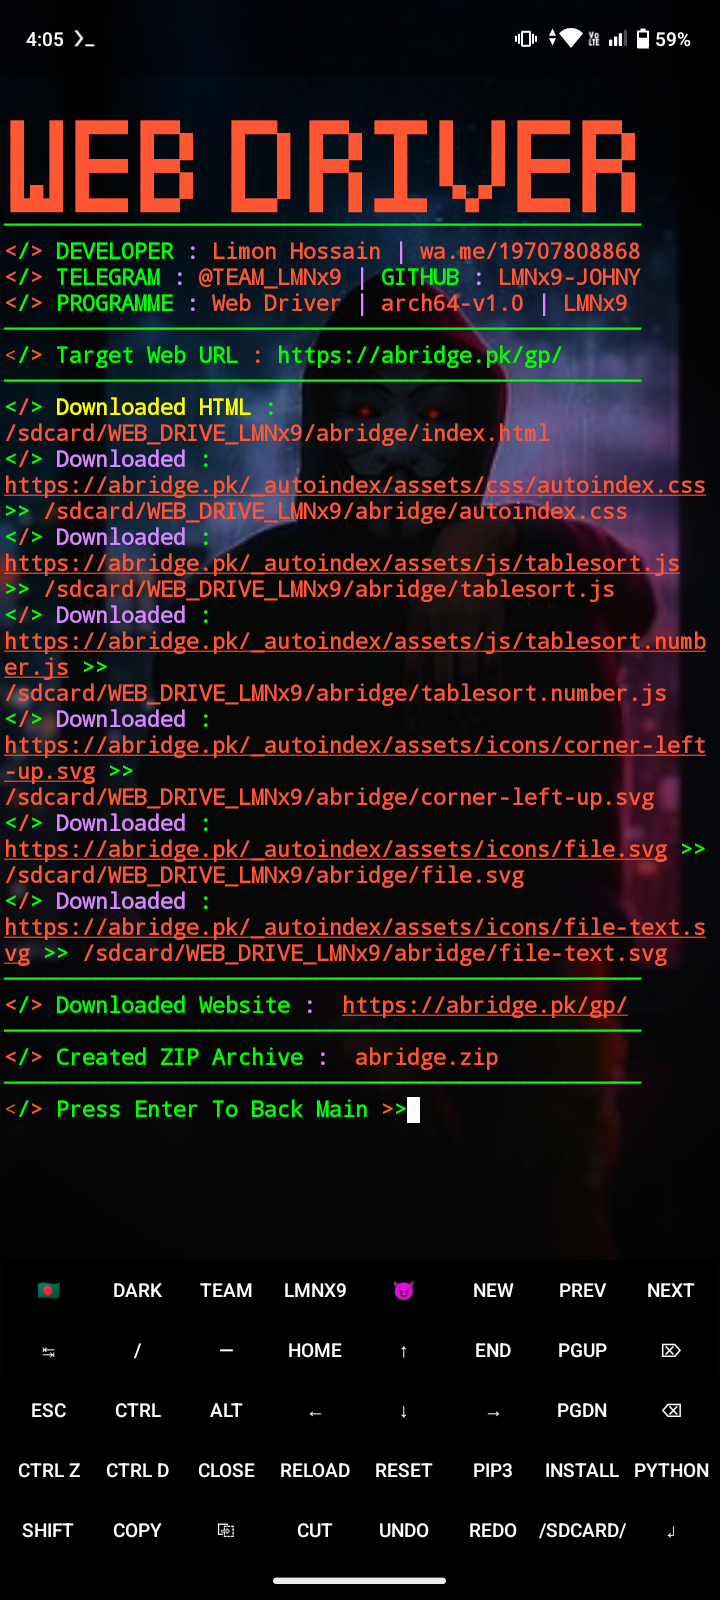 4:05 59%
WEB DRIVER
</> DEVELOPER : Limon Hossain | wa.me/19707808868
</> TELEGRAM : @TEAM_LMNx9 | GITHUB : LMNx9-JOHNY
</> PROGRAMME : Web Driver | arch64-v1.0 | LMNx9
</> Target Web URL : https://abridge.pk/gp/
</> Downloaded HTML :
/sdcard/WEB_DRIVE_LMNx9/abridge/index.html
</> Downloaded :
https://abridge.pk/_autoindex/assets/css/autoindex.css
>> /sdcard/WEB_DRIVE_LMNx9/abridge/autoindex.css
</> Downloaded :
https://abridge.pk/_autoindex/assets/js/tablesort.js
>> /sdcard/WEB_DRIVE_LMNx9/abridge/tablesort.js
</> Downloaded :
https://abridge.pk/_autoindex/assets/js/tablesort.numb
er.js >>
/sdcard/WEB_DRIVE_LMNx9/abridge/tablesort.number.js
</> Downloaded :
https://abridge.pk/_autoindex/assets/icons/corner-left
-up.svg >>
/sdcard/WEB_DRIVE_LMNx9/abridge/corner-left-up.svg
</> Downloaded :
https://abridge.pk/_autoindex/assets/icons/file.svg >>
/sdcard/WEB_DRIVE_LMNx9/abridge/file.svg
</> Downloaded :
https://abridge.pk/_autoindex/assets/icons/file-text.s
vg >> /sdcard/WEB_DRIVE_LMNx9/abridge/file-text.svg
</> Downloaded Website : https://abridge.pk/gp/
</> Created ZIP Archive : abridge.zip
</> Press Enter To Back Main >>
DARK TEAM LMNX9 NEW PREV NEXT
/ — HOME ↑ END PGUP
ESC CTRL ALT ← ↓ → PGDN
CTRL Z CTRL D CLOSE RELOAD RESET PIP3 INSTALL PYTHON
SHIFT COPY CUT UNDO REDO /SDCARD/